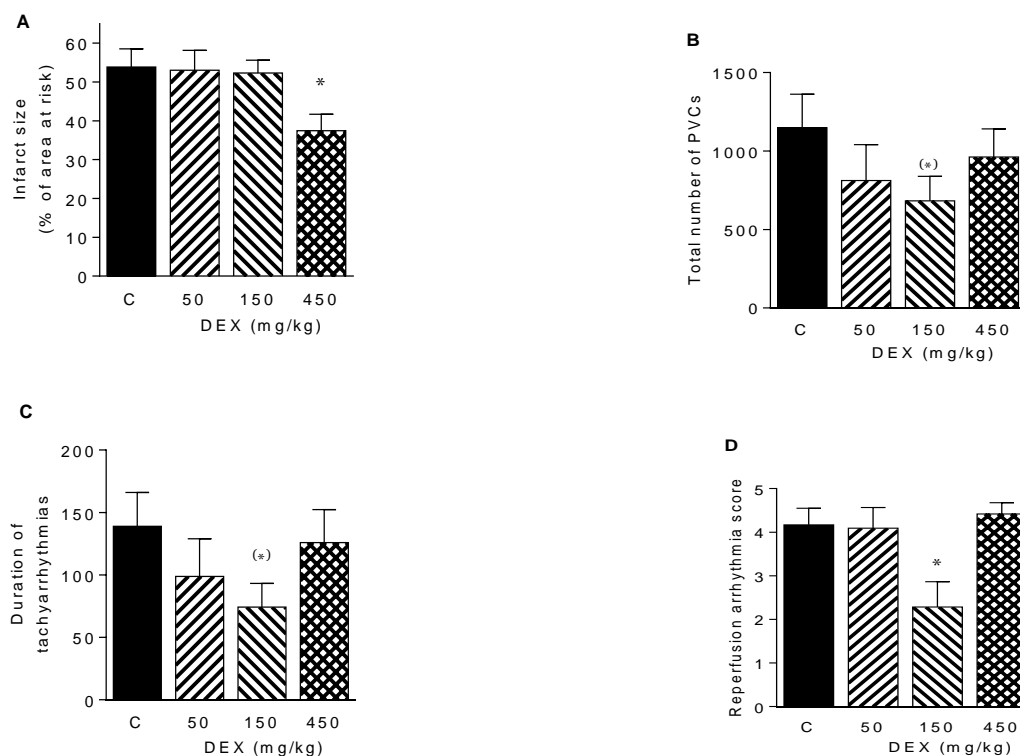 A
Infarct size
(% of area at risk)
60
50
40
30
20
10
0
*
C 50 150 450
DEX (mg/kg)
B
Total number of PVCs
1500
1000
500
0
(*)
C 50 150 450
DEX (mg/kg)
C
Duration of
tachyarrhythmias
200
150
100
50
0
(*)
C 50 150 450
DEX (mg/kg)
D
Reperfusion arrhythmia score
5
4
3
2
1
0
*
C 50 150 450
DEX (mg/kg)